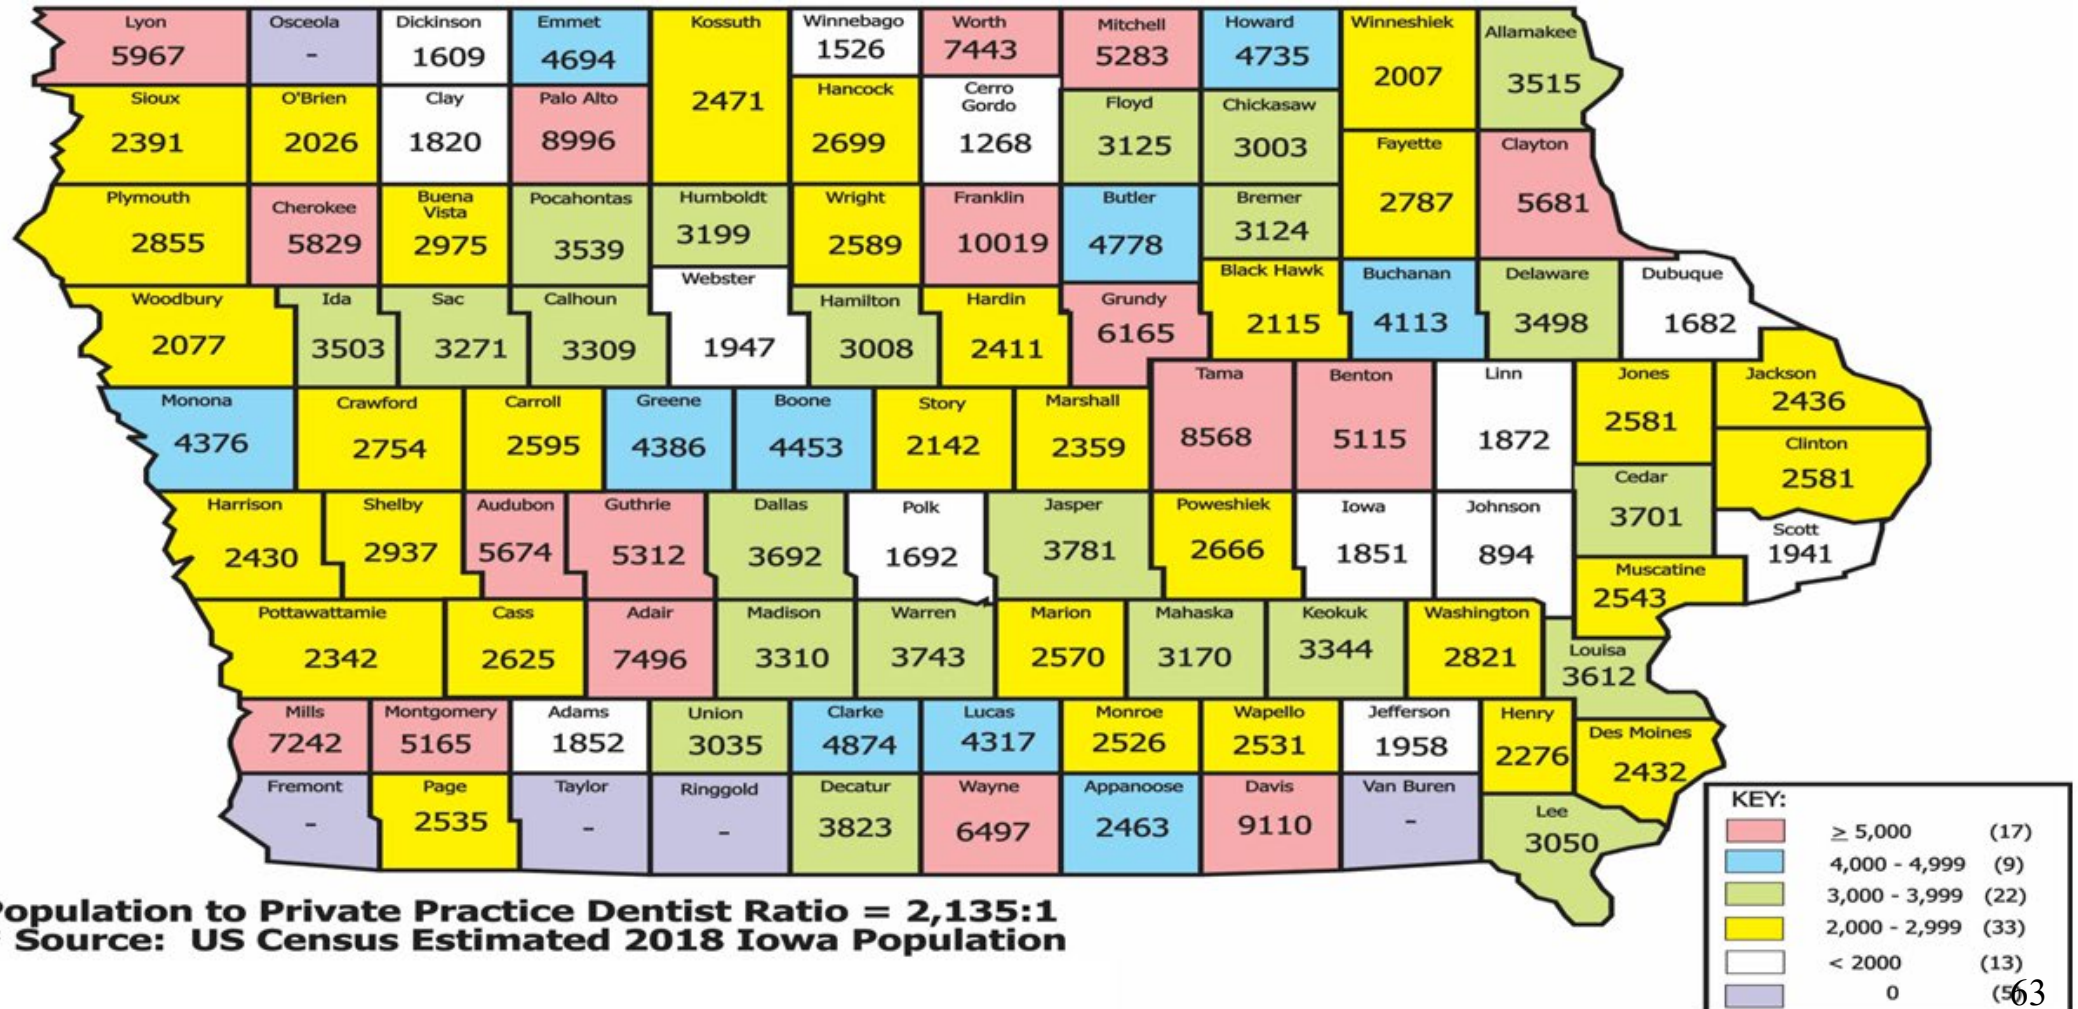 Lyon
5967
Osceola
-
Dickinson
1609
Emmet
4694
Kossuth
2471
Winnebago
1526
Worth
7443
Mitchell
5283
Howard
4735
Winneshiek
2007
Allamakee
3515
Sioux
2391
O'Brien
2026
Clay
1820
Palo Alto
8996
Hancock
2699
Cerro
Gordo
1268
Floyd
3125
Chickasaw
3003
Fayette
2787
Clayton
5681
Plymouth
2855
Cherokee
5829
Buena
Vista
2975
Pocahontas
3539
Humboldt
3199
Wright
2589
Franklin
10019
Butler
4778
Bremer
3124
Woodbury
2077
Ida
3503
Sac
3271
Calhoun
3309
Webster
1947
Hamilton
3008
Hardin
2411
Grundy
6165
Black Hawk
2115
Buchanan
4113
Delaware
3498
Dubuque
1682
Monona
4376
Crawford
2754
Carroll
2595
Greene
4386
Boone
4453
Story
2142
Marshall
2359
Tama
8568
Benton
5115
Linn
1872
Jones
2581
Jackson
2436
Clinton
2581
Harrison
2430
Shelby
2937
Audubon
5674
Guthrie
5312
Dallas
3692
Polk
1692
Jasper
3781
Poweshiek
2666
Iowa
1851
Johnson
894
Cedar
3701
Scott
1941
Muscatine
2543
Pottawattamie
2342
Cass
2625
Adair
7496
Madison
3310
Warren
3743
Marion
2570
Mahaska
3170
Keokuk
3344
Washington
2821
Louisa
3612
Mills
7242
Montgomery
5165
Adams
1852
Union
3035
Clarke
4874
Lucas
4317
Monroe
2526
Wapello
2531
Jefferson
1958
Henry
2276
Des Moines
2432
Fremont
-
Page
2535
Taylor
-
Ringgold
-
Decatur
3823
Wayne
6497
Appanoose
2463
Davis
9110
Van Buren
-
Lee
3050
Population to Private Practice Dentist Ratio = 2,135:1
* Source: US Census Estimated 2018 Iowa Population
KEY:
≥ 5,000 (17)
4,000 - 4,999 (9)
3,000 - 3,999 (22)
2,000 - 2,999 (33)
< 2000 (13)
0 (5)
63